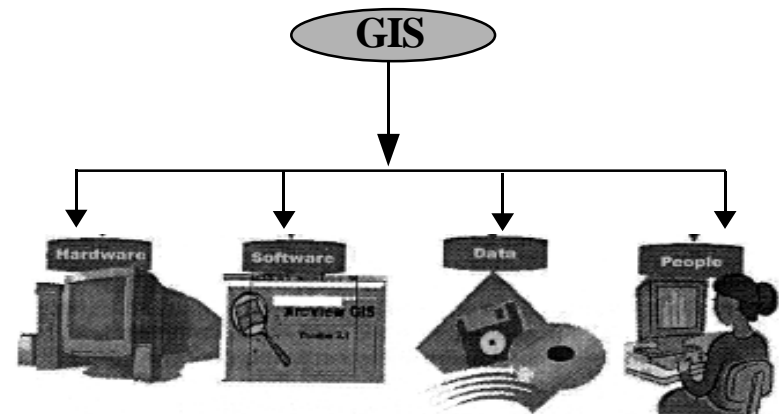 GIS
Hardware
Software
Data
People
ArcView GIS